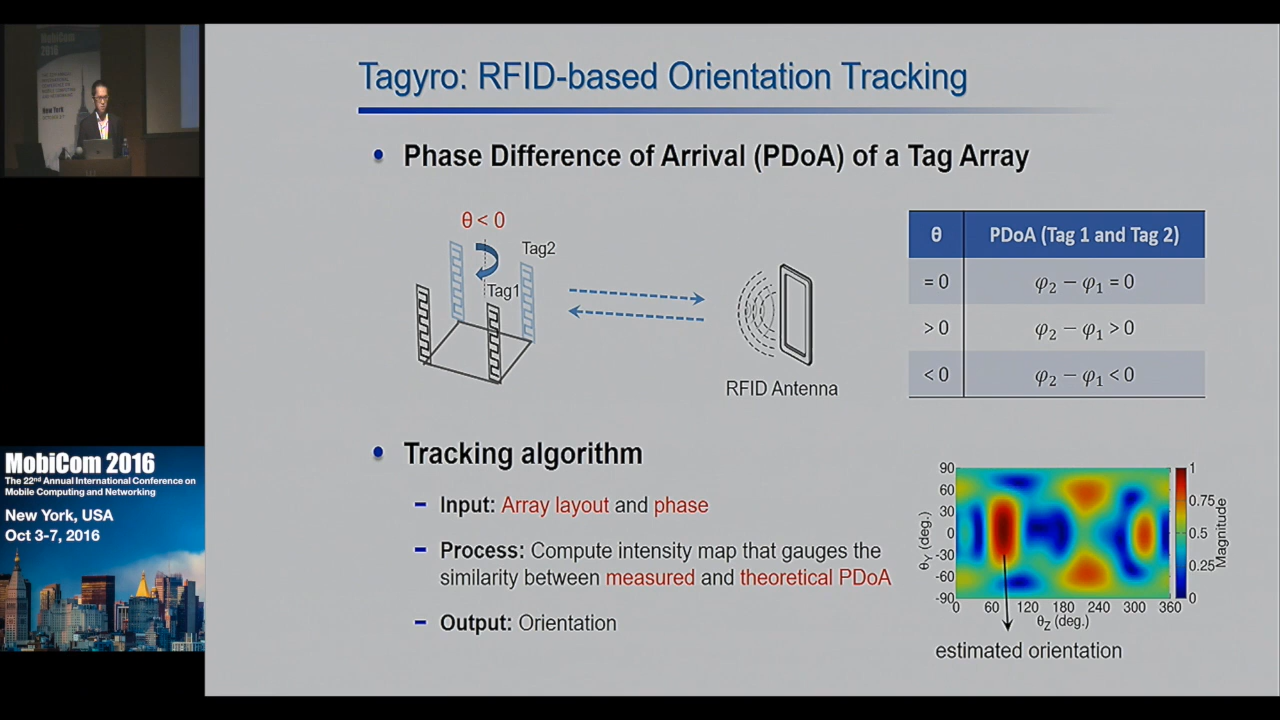 MobiCom
2016
New York
Tagyro: RFID-based Orientation Tracking
• Phase Difference of Arrival (PDoA) of a Tag Array
θ < 0
Tag2
Tag1
RFID Antenna
θ PDoA (Tag 1 and Tag 2)
= 0 φ₂ − φ₁ = 0
> 0 φ₂ − φ₁ > 0
< 0 φ₂ − φ₁ < 0
• Tracking algorithm
– Input: Array layout and phase
– Process: Compute intensity map that gauges the
similarity between measured and theoretical PDoA
– Output: Orientation
90
60
30
0
-30
-60
-90
θY (deg.)
0 60 120 180 240 300 360
θZ (deg.)
1
0.75
0.5
0.25
0
Magnitude
estimated orientation
MobiCom 2016
The 22nd Annual International Conference on
Mobile Computing and Networking
New York, USA
Oct 3-7, 2016